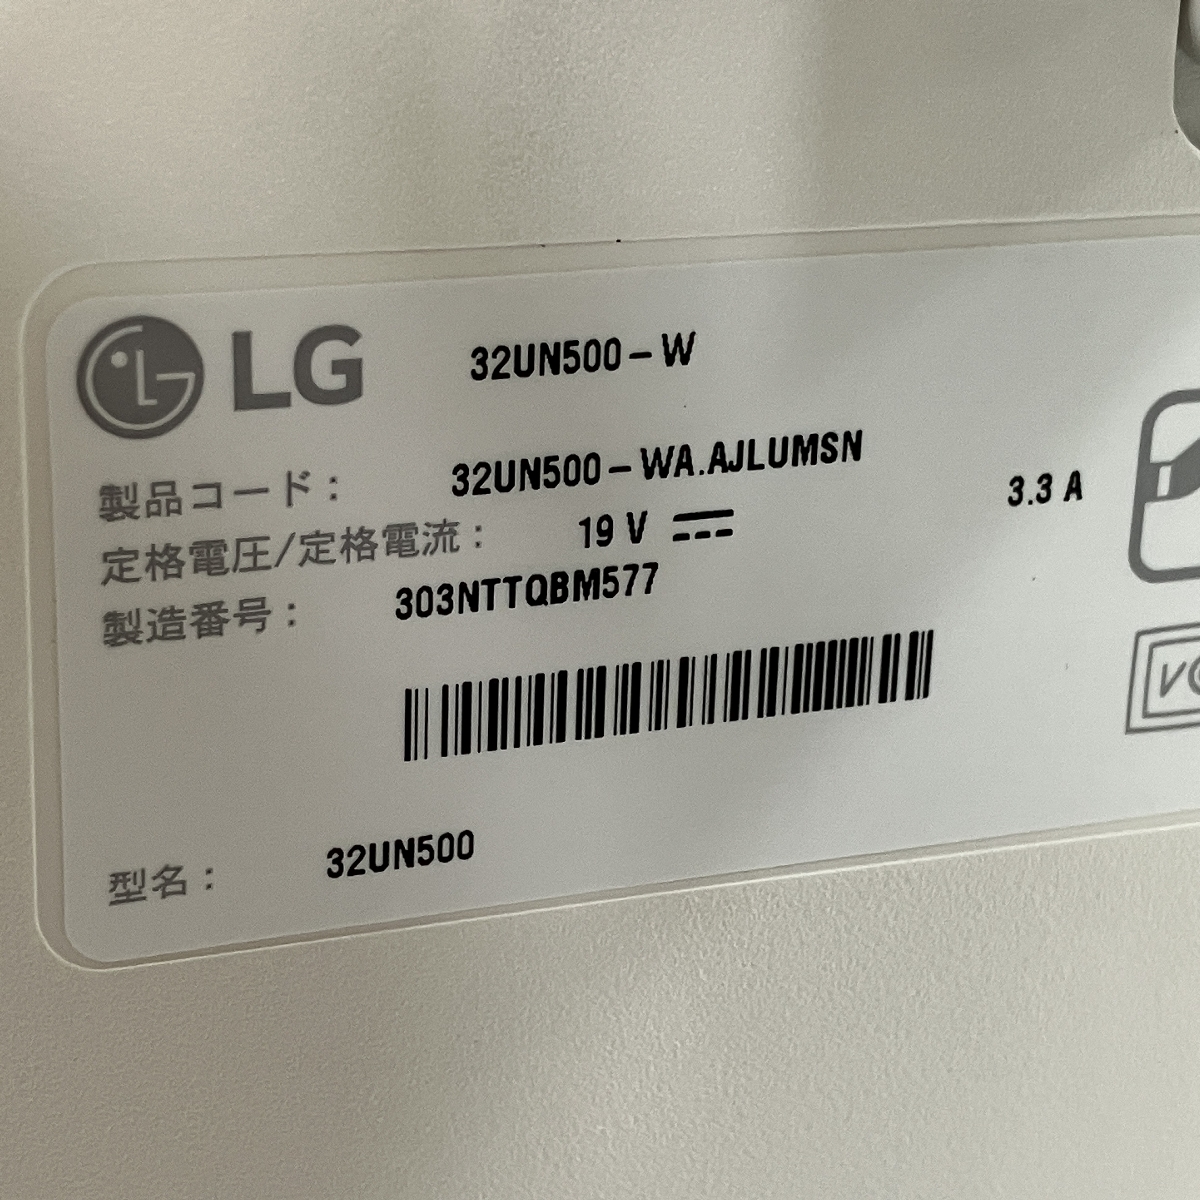 LG 32UN500-W
製品コード： 32UN500-WA.AJLUMSN
定格電圧/定格電流： 19 V 3.3 A
製造番号： 303NTTQBM577
型名： 32UN500